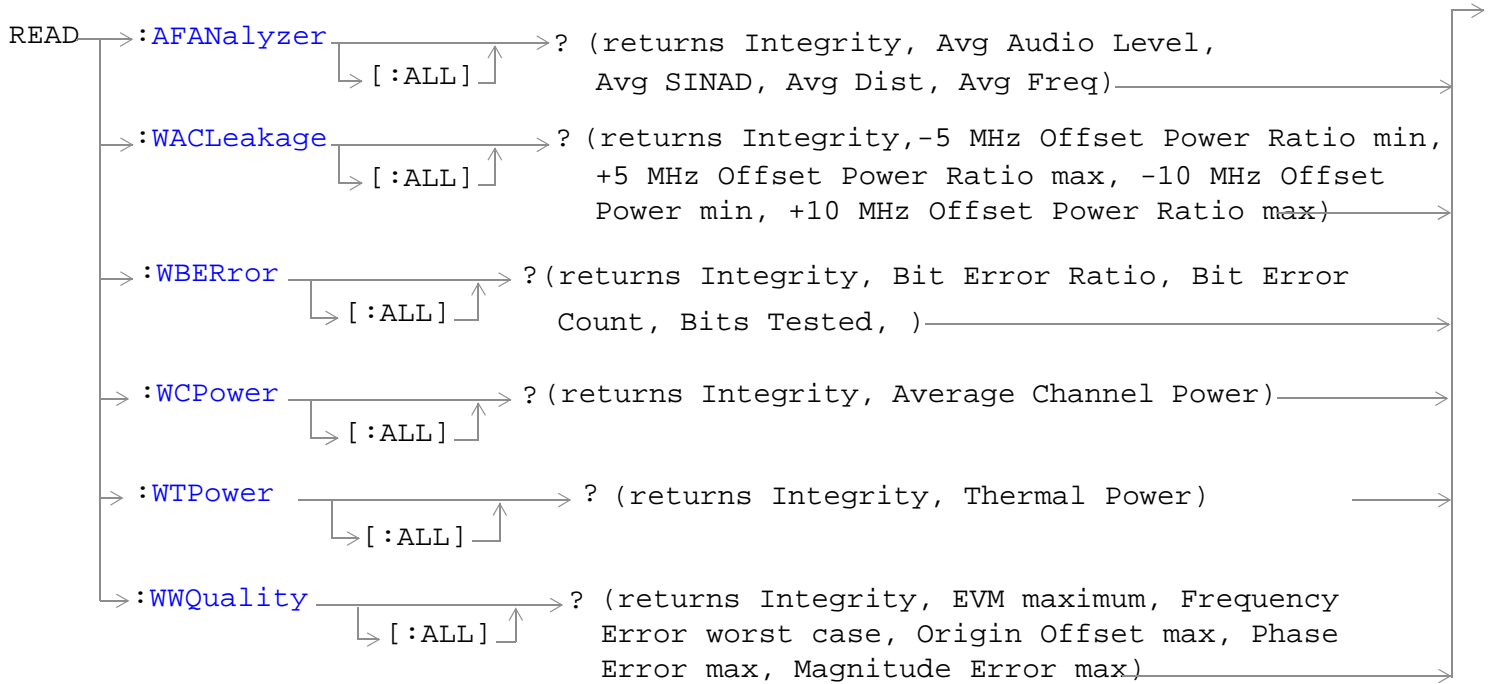 READ :AFANalyzer ? (returns Integrity, Avg Audio Level,
[:ALL] Avg SINAD, Avg Dist, Avg Freq)
:WACLeakage ? (returns Integrity,-5 MHz Offset Power Ratio min,
[:ALL] +5 MHz Offset Power Ratio max, -10 MHz Offset
Power min, +10 MHz Offset Power Ratio max)
:WBERror ?(returns Integrity, Bit Error Ratio, Bit Error
[:ALL] Count, Bits Tested, )
:WCPower ?(returns Integrity, Average Channel Power)
[:ALL]
:WTPower ? (returns Integrity, Thermal Power)
[:ALL]
:WWQuality ? (returns Integrity, EVM maximum, Frequency
[:ALL] Error worst case, Origin Offset max, Phase
Error max, Magnitude Error max)